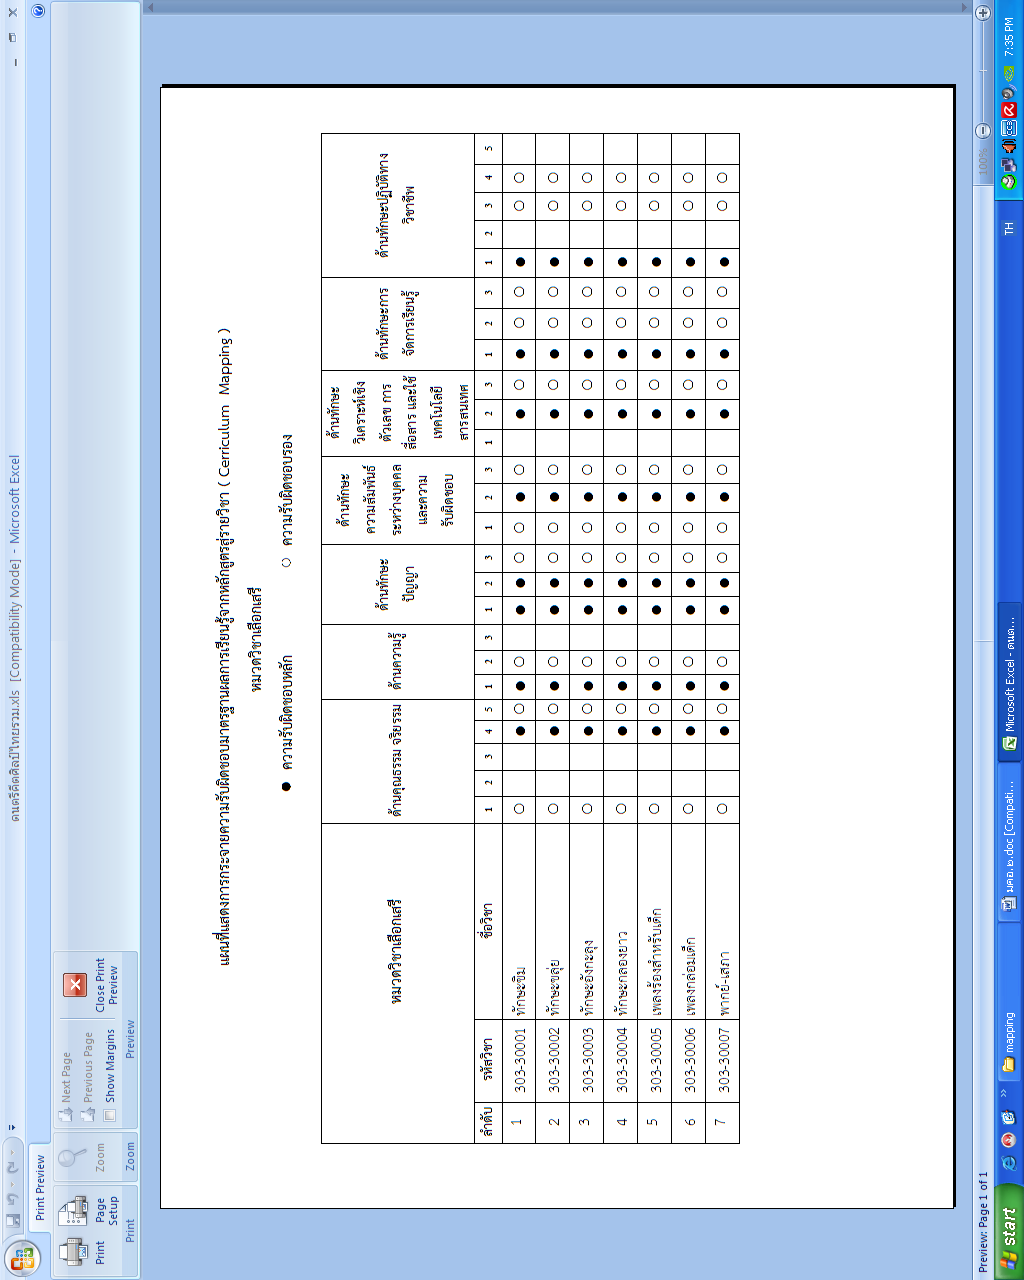 ดนตรีคีตศิลป์ไทยรวม.xls [Compatibility Mode] - Microsoft Excel
Print Preview
Print
Page Setup
Zoom
Next Page
Previous Page
Show Margins
Close Print Preview
Print
Zoom
Preview
แผนที่แสดงการกระจายความรับผิดชอบมาตรฐานผลการเรียนรู้จากหลักสูตรสู่รายวิชา ( Cerriculum Mapping )
หมวดวิชาเลือกเสรี
● ความรับผิดชอบหลัก ○ ความรับผิดชอบรอง
หมวดวิชาเลือกเสรี
ด้านคุณธรรม จริยธรรม
ด้านความรู้
ด้านทักษะ
ปัญญา
ด้านทักษะ
ความสัมพันธ์
ระหว่างบุคคล
และความ
รับผิดชอบ
ด้านทักษะ
วิเคราะห์เชิง
ตัวเลข การ
สื่อสาร และใช้
เทคโนโลยี
สารสนเทศ
ด้านทักษะการ
จัดการเรียนรู้
ด้านทักษะปฏิบัติทาง
วิชาชีพ
ลำดับ รหัสวิชา ชื่อวิชา 1 2 3 4 5 1 2 3 1 2 3 1 2 3 1 2 3 1 2 3 1 2 3 4 5
1 303-30001 ทักษะขิม ○ ● ○ ● ○ ● ● ○ ○ ● ○ ● ○ ● ○ ○ ● ○ ○
2 303-30002 ทักษะขลุ่ย ○ ● ○ ● ○ ● ● ○ ○ ● ○ ● ○ ● ○ ○ ● ○ ○
3 303-30003 ทักษะอังกะลุง ○ ● ○ ● ○ ● ● ○ ○ ● ○ ● ○ ● ○ ○ ● ○ ○
4 303-30004 ทักษะกลองยาว ○ ● ○ ● ○ ● ● ○ ○ ● ○ ● ○ ● ○ ○ ● ○ ○
5 303-30005 เพลงร้องสำหรับเด็ก ○ ● ○ ● ○ ● ● ○ ○ ● ○ ● ○ ● ○ ○ ● ○ ○
6 303-30006 เพลงกล่อมเด็ก ○ ● ○ ● ○ ● ● ○ ○ ● ○ ● ○ ● ○ ○ ● ○ ○
7 303-30007 พากย์-เสภา ○ ● ○ ● ○ ● ● ○ ○ ● ○ ● ○ ● ○ ○ ● ○ ○
Preview: Page 1 of 1
100%
start
mapping
มคอ.๒.doc [Compati...
Microsoft Excel - ดนต...
TH
7:35 PM